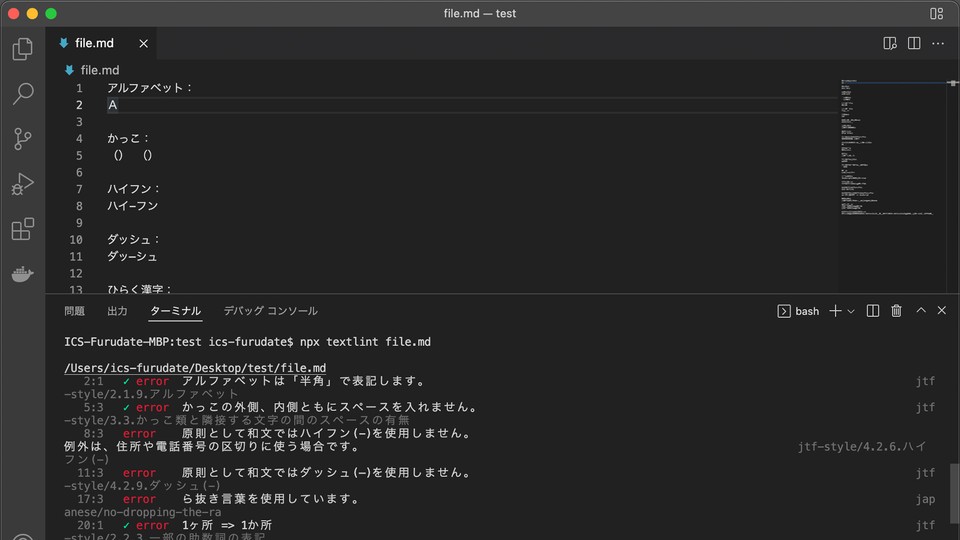 file.md — test
file.md
file.md
1 アルファベット：
2 Ａ
3
4 かっこ：
5 （） （）
6
7 ハイフン：
8 ハイ-フン
9
10 ダッシュ：
11 ダッ―シュ
12
13 ひらく漢字：
問題 出力 ターミナル デバッグ コンソール bash
ICS-Furudate-MBP:test ics-furudate$ npx textlint file.md
/Users/ics-furudate/Desktop/test/file.md
2:1 ✓ error アルファベットは「半角」で表記します。 jtf
-style/2.1.9.アルファベット
5:3 ✓ error かっこの外側、内側ともにスペースを入れません。 jtf
-style/3.3.かっこ類と隣接する文字の間のスペースの有無
8:3 error 原則として和文ではハイフン(-)を使用しません。
例外は、住所や電話番号の区切りに使う場合です。 jtf-style/4.2.6.ハイ
フン(-)
11:3 error 原則として和文ではダッシュ(―)を使用しません。 jtf
-style/4.2.9.ダッシュ(―)
17:3 error ら抜き言葉を使用しています。 jap
anese/no-dropping-the-ra
20:1 ✓ error 1ヶ所 => 1か所 jtf
-style/2.2.3.一部の助数詞の表記